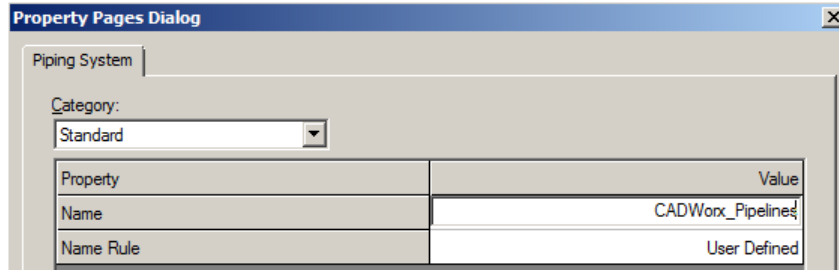 Property Pages Dialog
Piping System
Category:
Standard
Property Value
Name CADWorx_Pipelines
Name Rule User Defined